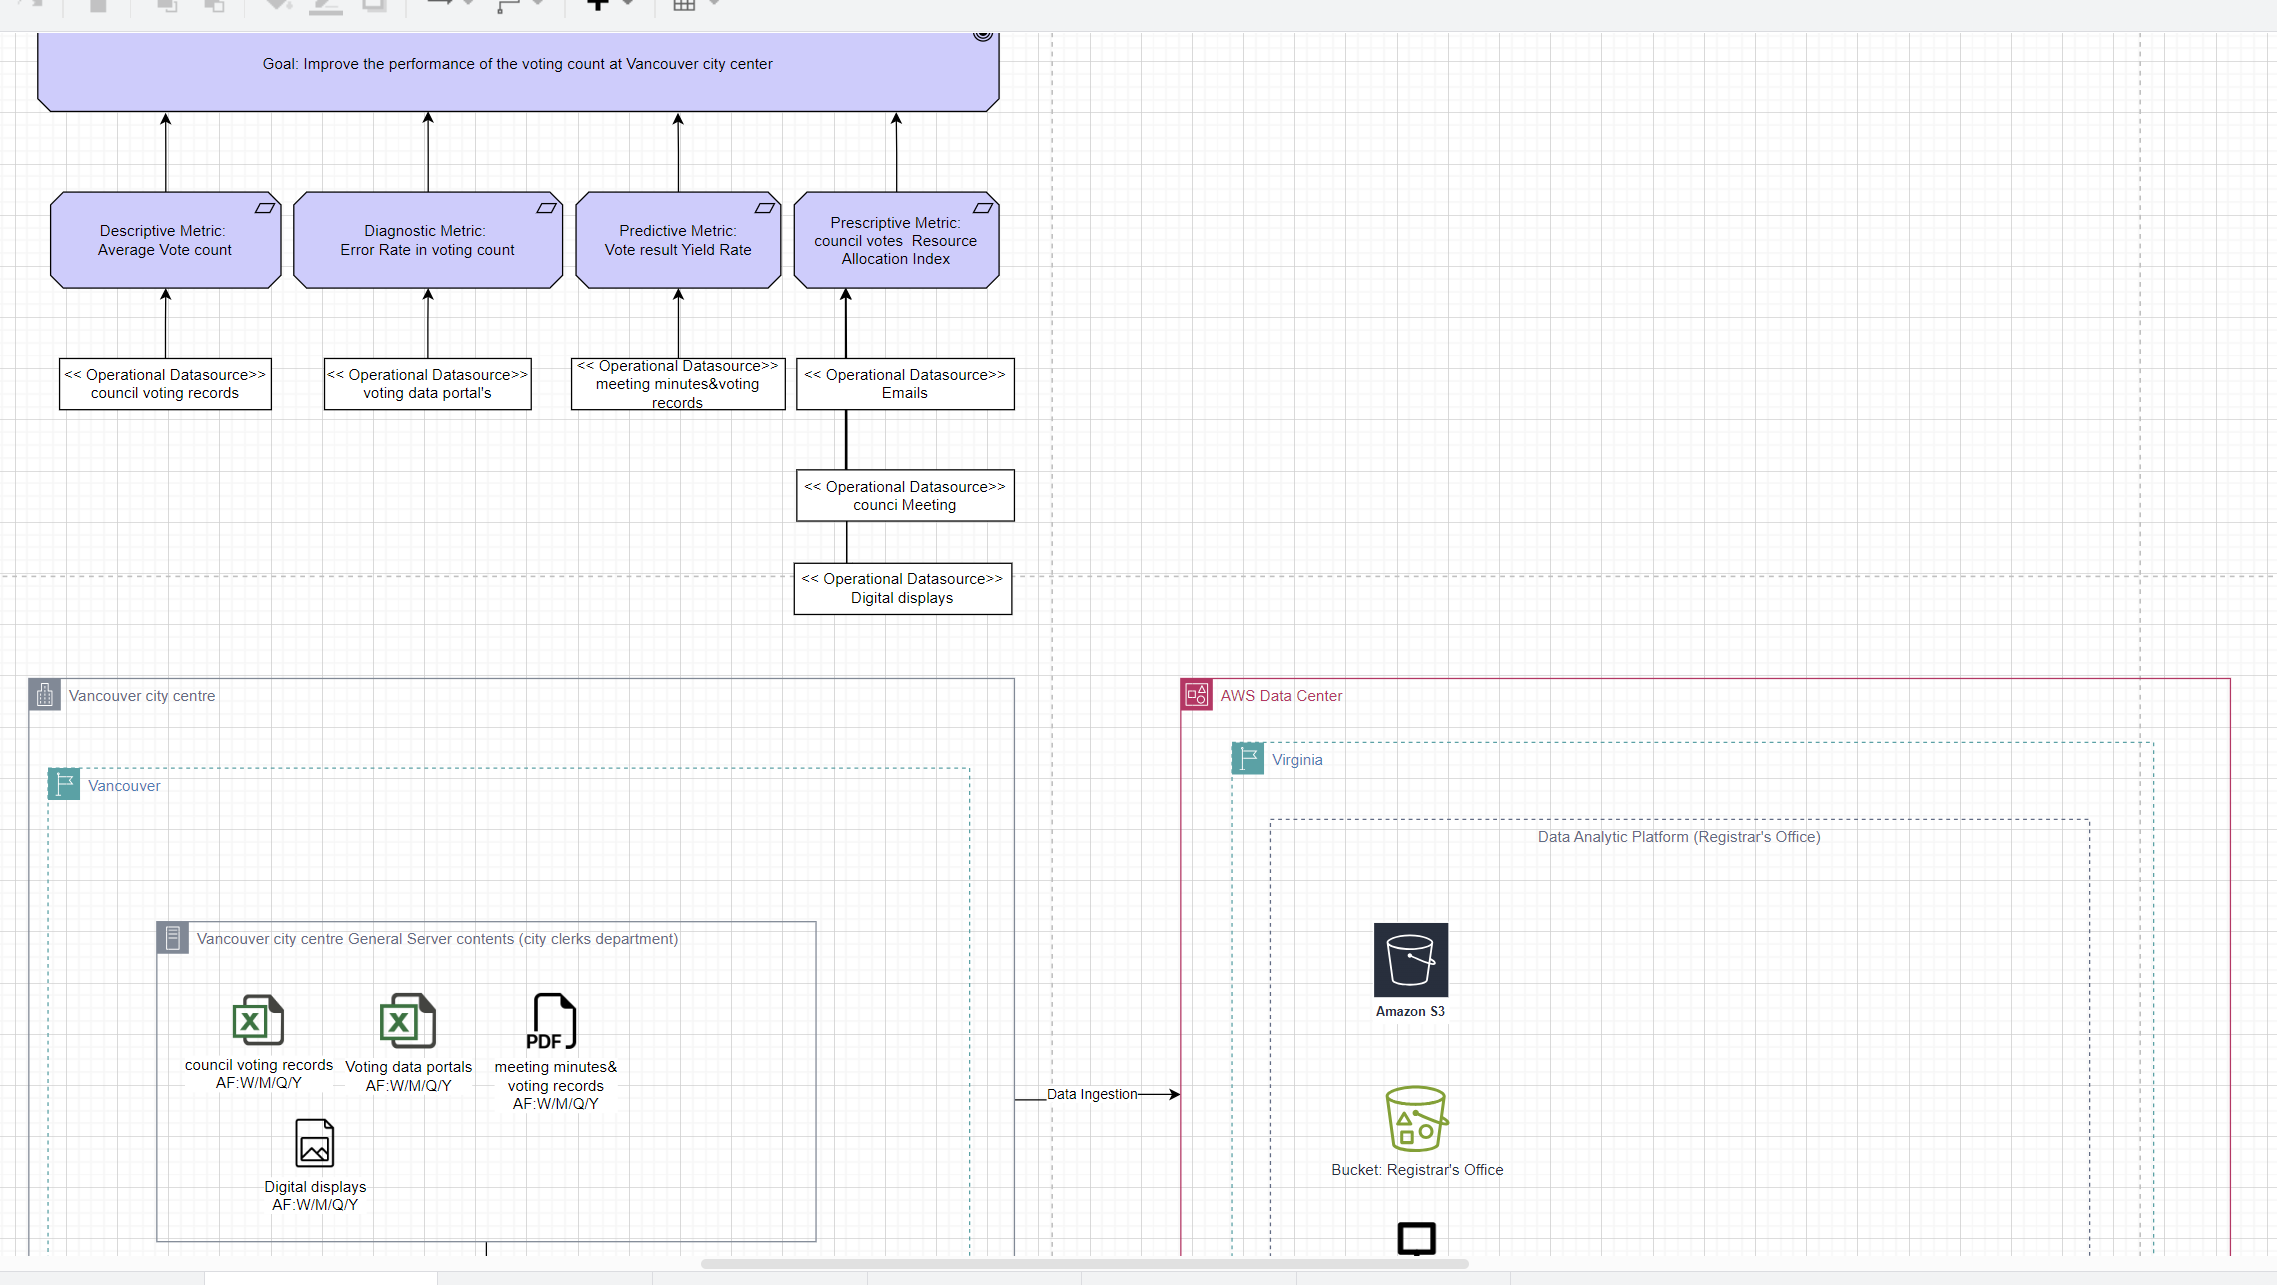 Goal: Improve the performance of the voting count at Vancouver city center
Descriptive Metric:
Average Vote count
Diagnostic Metric:
Error Rate in voting count
Predictive Metric:
Vote result Yield Rate
Prescriptive Metric:
council votes  Resource
Allocation Index
<< Operational Datasource>>
council voting records
<< Operational Datasource>>
voting data portal's
<< Operational Datasource>>
meeting minutes&voting
records
<< Operational Datasource>>
Emails
<< Operational Datasource>>
counci Meeting
<< Operational Datasource>>
Digital displays
Vancouver city centre
Vancouver
Vancouver city centre General Server contents (city clerks department)
X
council voting records
AF:W/M/Q/Y
X
Voting data portals
AF:W/M/Q/Y
PDF
meeting minutes&
voting records
AF:W/M/Q/Y
Digital displays
AF:W/M/Q/Y
Data Ingestion
AWS Data Center
Virginia
Data Analytic Platform (Registrar's Office)
Amazon S3
Bucket: Registrar's Office